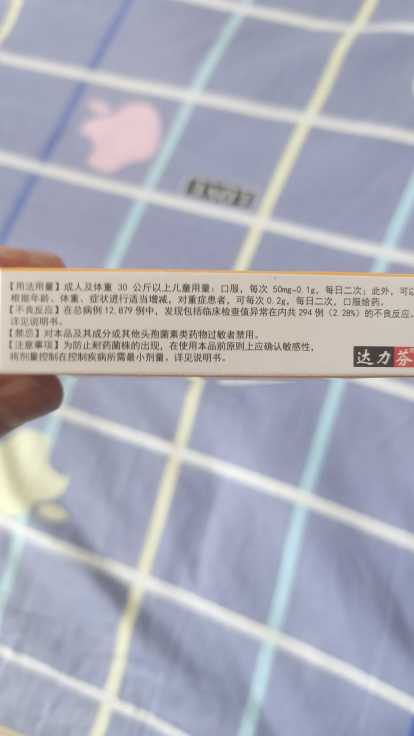 【用法用量】成人及体重 30 公斤以上儿童用量：口服，每次 50mg~0.1g，每日二次；此外，可以
根据年龄、体重、症状进行适当增减，对重症患者，可每次 0.2g，每日二次，口服给药。
【不良反应】在总病例 12,879 例中，发现包括临床检查值异常在内共 294 例（2.28%）的不良反应。
详见说明书。
【禁忌】对本品及其成分或其他头孢菌素类药物过敏者禁用。
【注意事项】为防止耐药菌株的出现，在使用本品前原则上应确认敏感性，
将剂量控制在控制疾病所需最小剂量。详见说明书。
达力芬